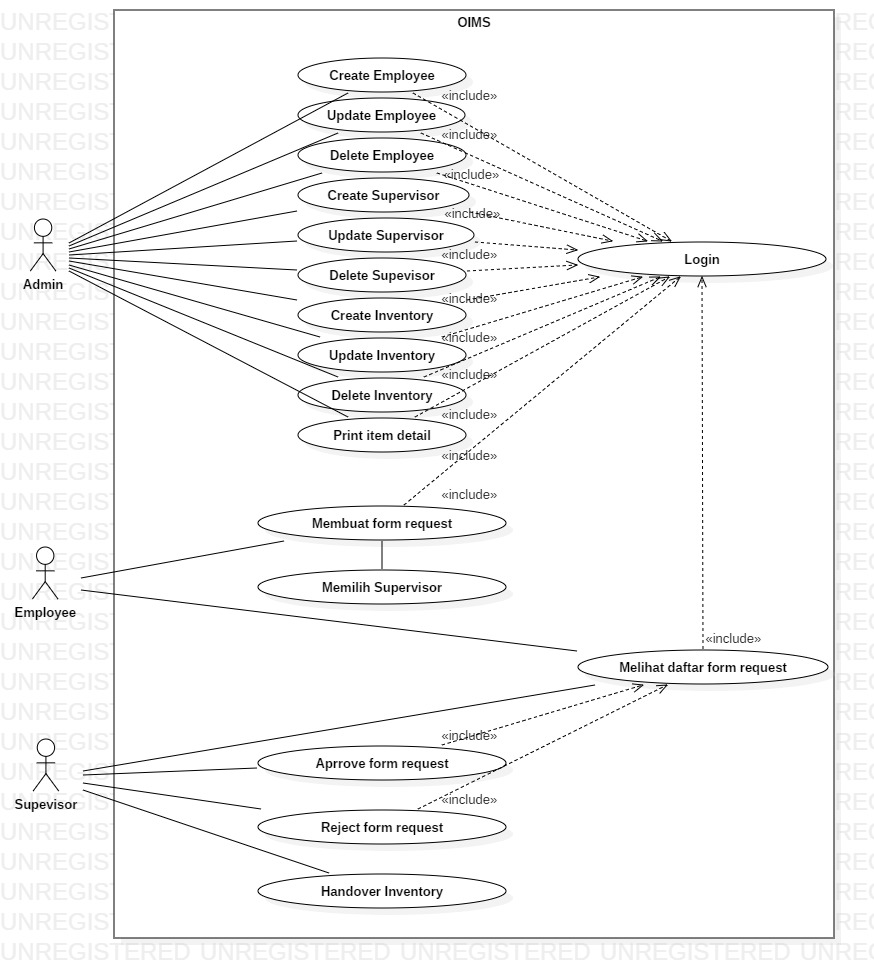 OIMS
Create Employee
«include»
Update Employee
«include»
Delete Employee
«include»
Create Supervisor
«include»
Update Supervisor
«include»
Login
Delete Supevisor
Admin
«include»
Create Inventory
«include»
Update Inventory
«include»
Delete Inventory
«include»
Print item detail
«include»
«include»
Membuat form request
Memilih Supervisor
Employee
«include»
Melihat daftar form request
«include»
Aprrove form request
«include»
Supevisor
Reject form request
Handover Inventory
UNREGISTERED UNREGISTERED UNREGISTERED UNREGISTERED